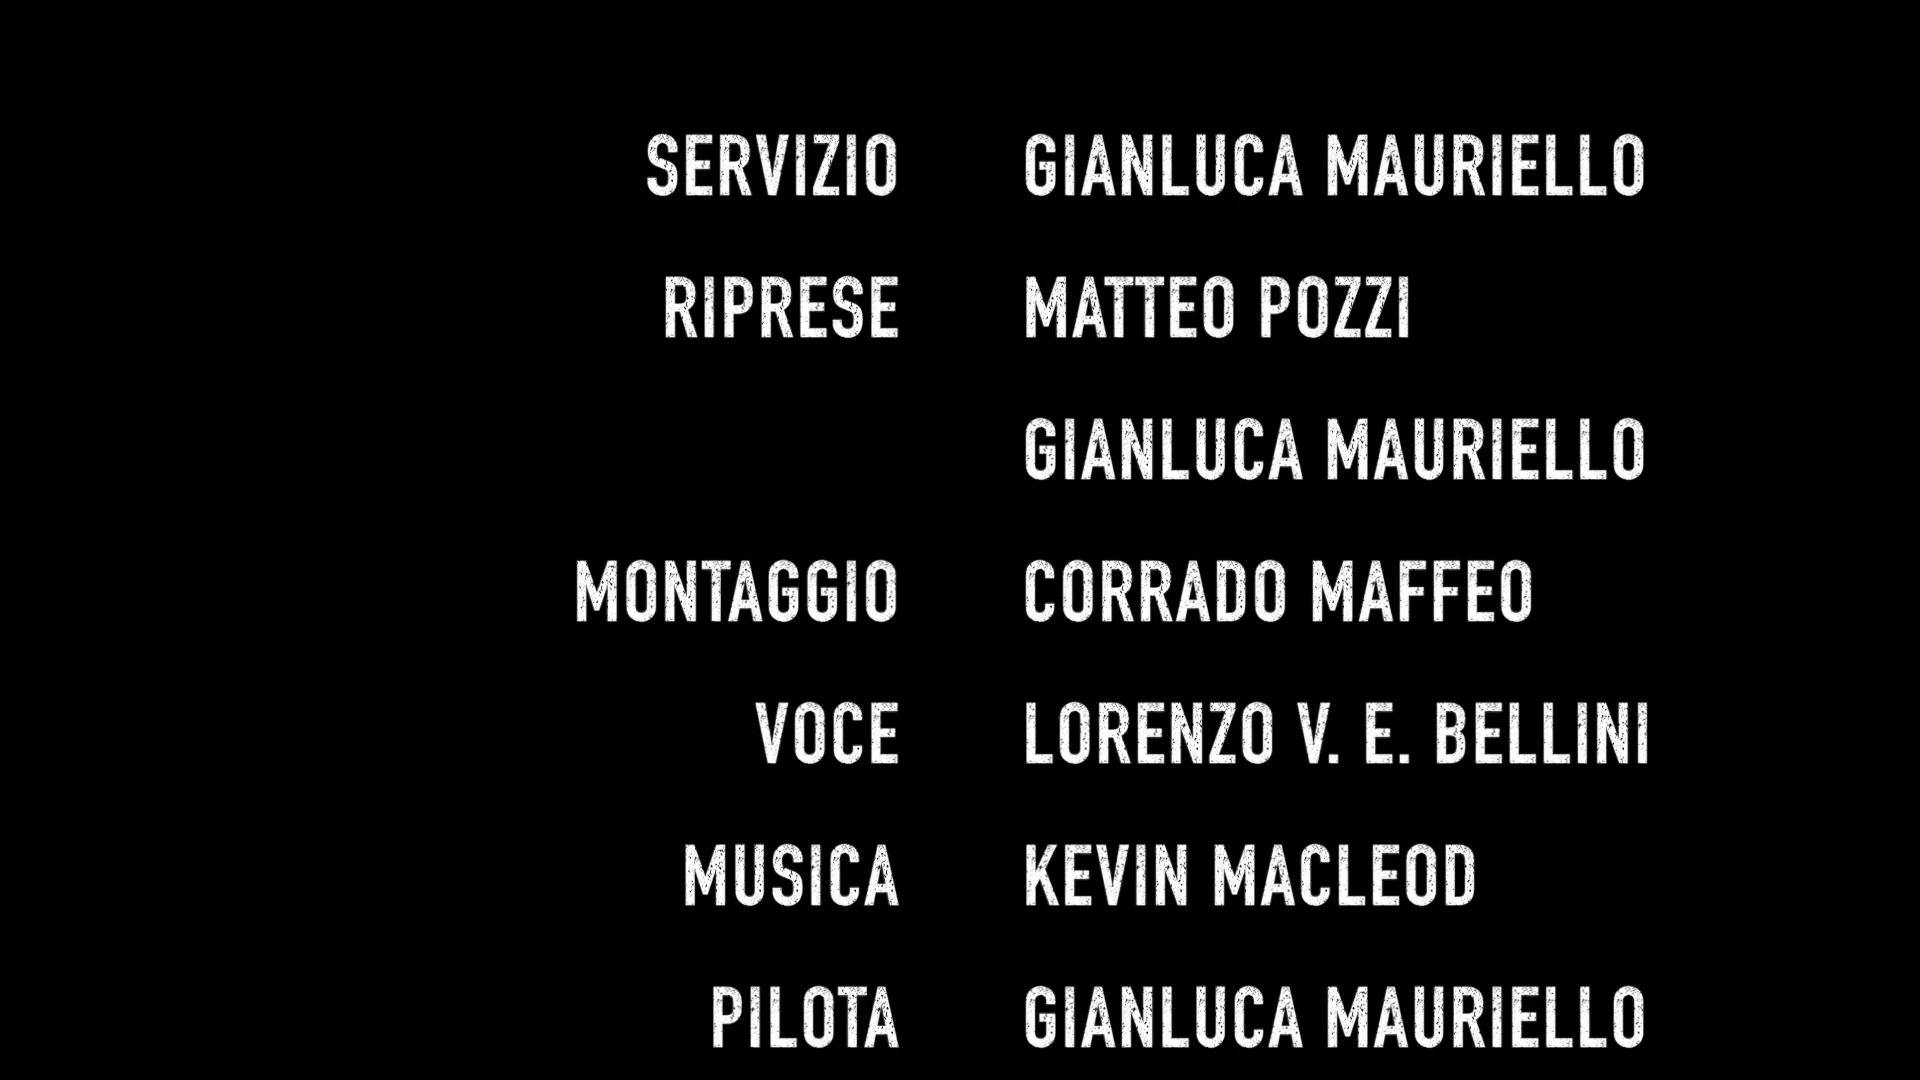 SERVIZIO GIANLUCA MAURIELLO
RIPRESE MATTEO POZZI
GIANLUCA MAURIELLO
MONTAGGIO CORRADO MAFFEO
VOCE LORENZO V. E. BELLINI
MUSICA KEVIN MACLEOD
PILOTA GIANLUCA MAURIELLO